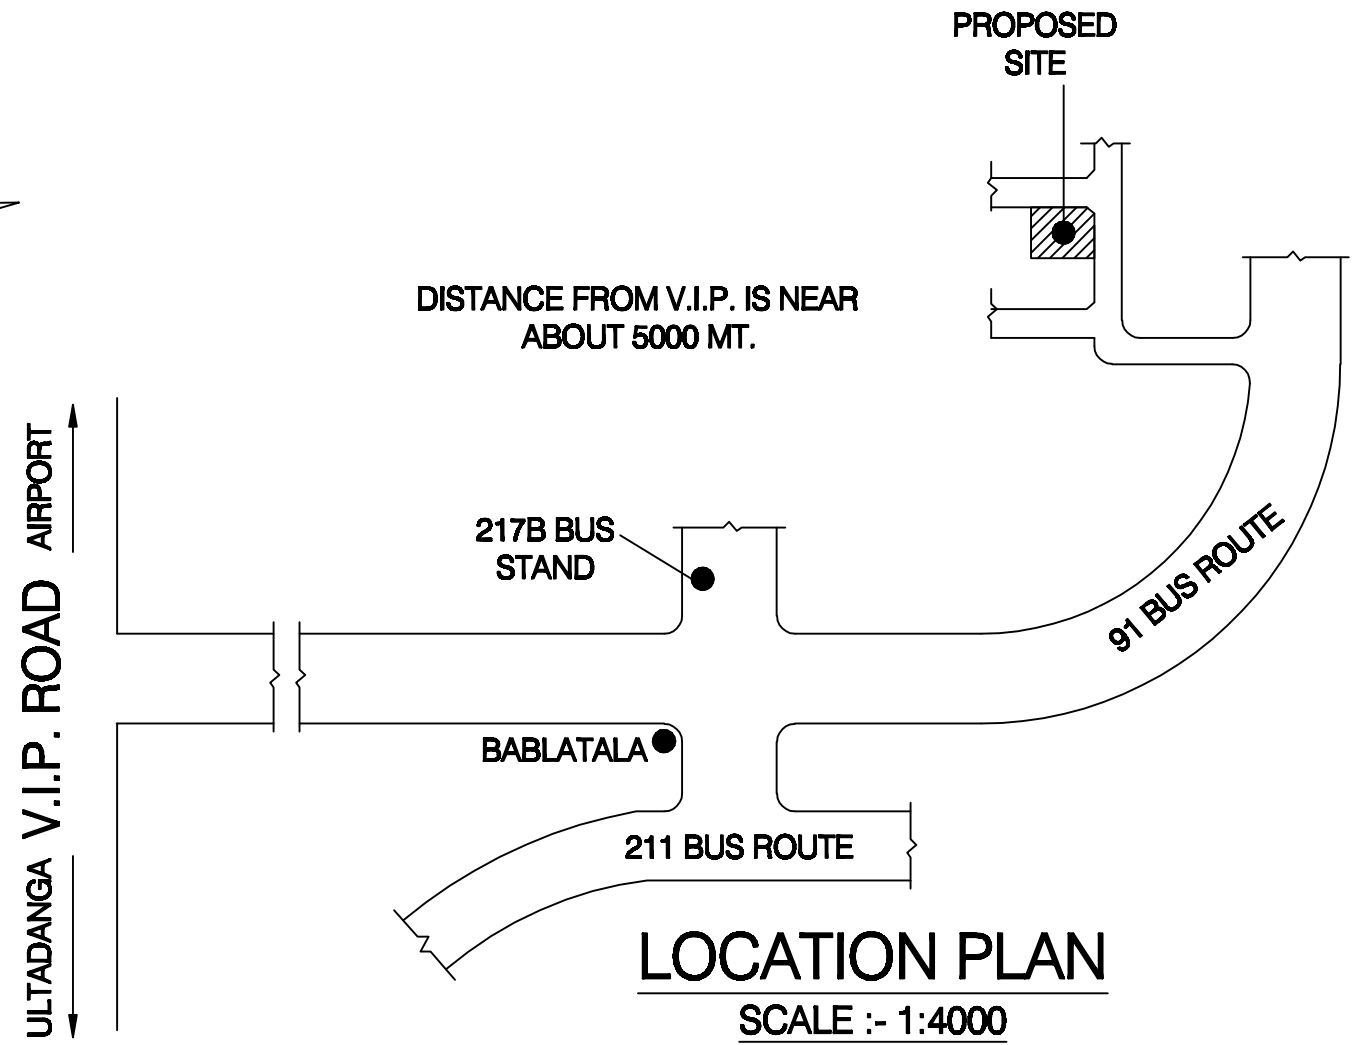 PROPOSED
SITE
DISTANCE FROM V.I.P. IS NEAR
ABOUT 5000 MT.
AIRPORT
V.I.P. ROAD
ULTADANGA
217B BUS
STAND
91 BUS ROUTE
BABLATALA
211 BUS ROUTE
LOCATION PLAN
SCALE :- 1:4000